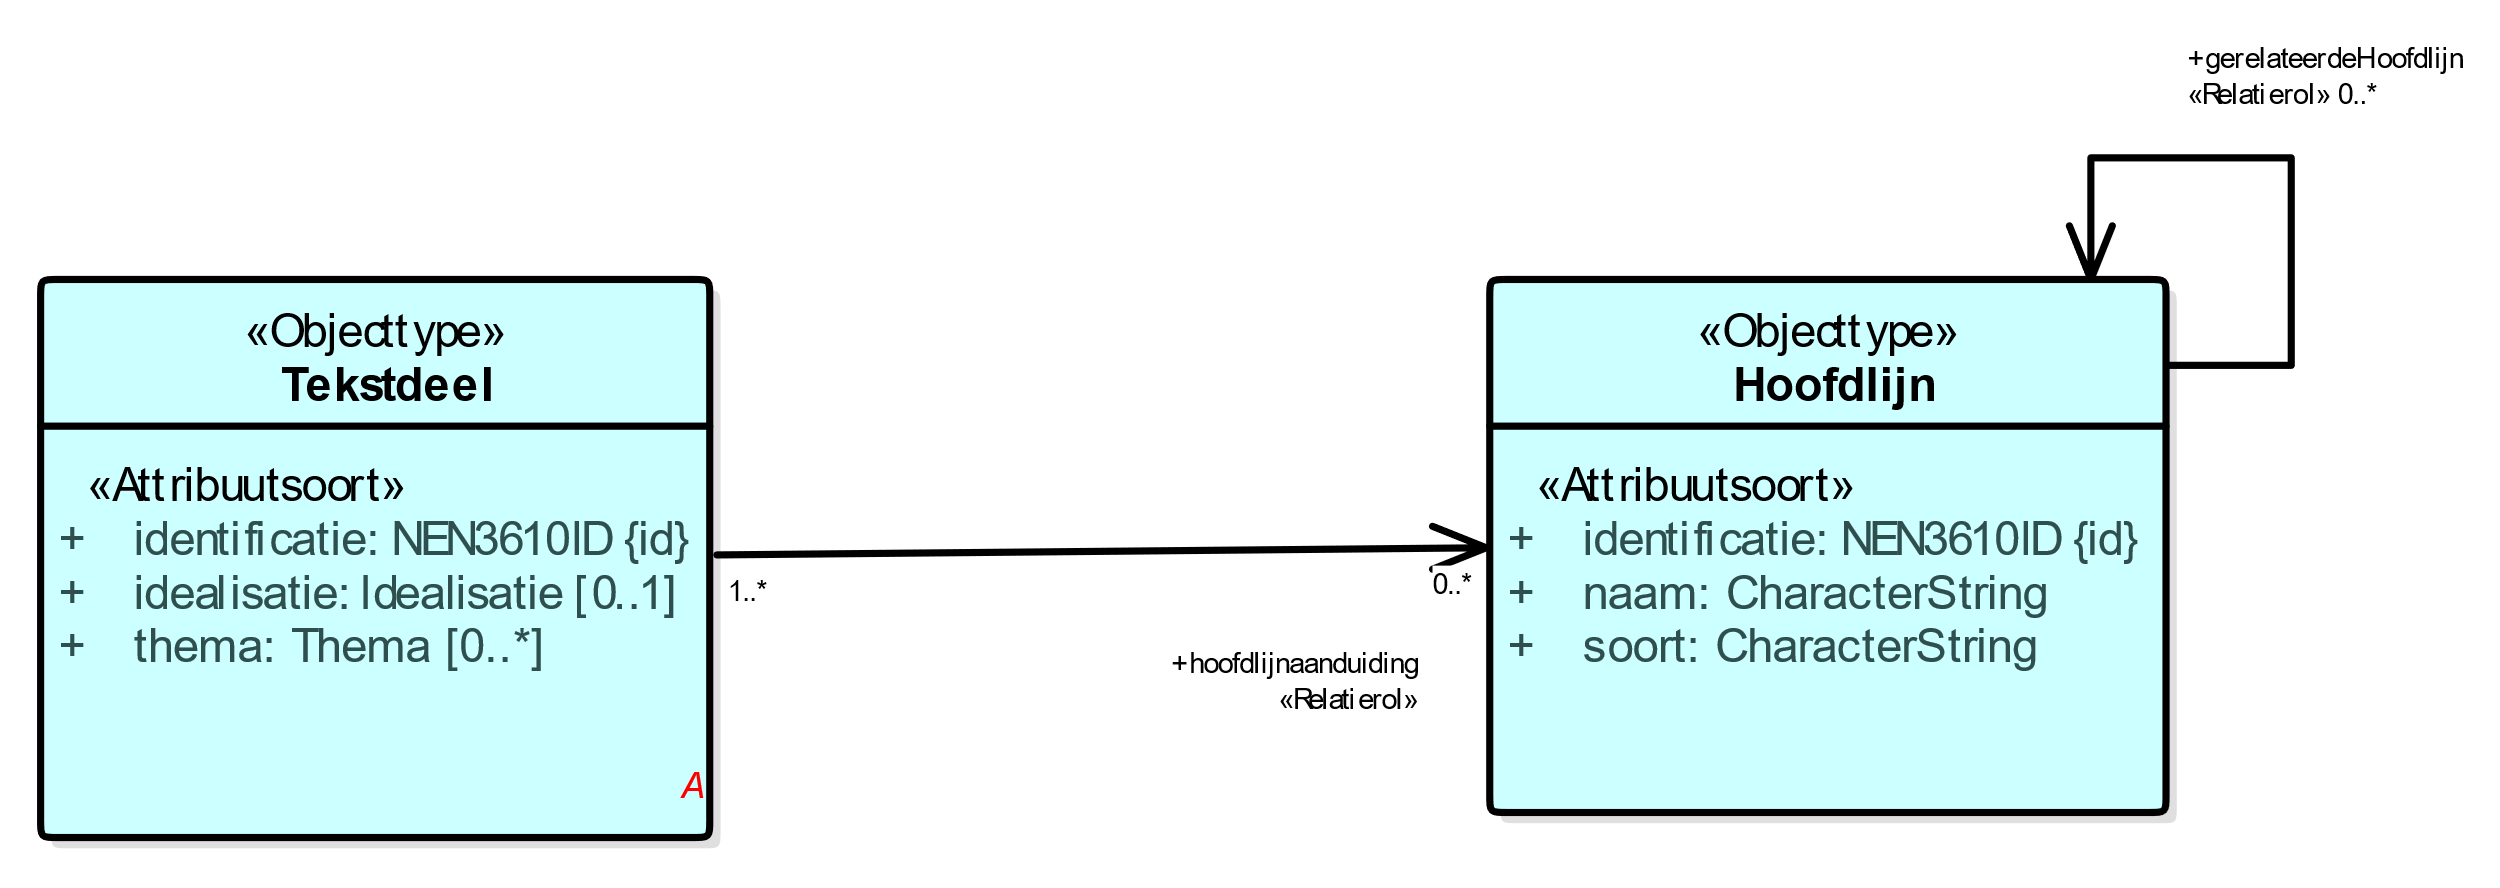 +gerelateerdeHoofdlijn
«Relatierol» 0..*
«Objecttype»
Tekstdeel
«Attribuutsoort»
+ identificatie: NEN3610ID {id}
+ idealisatie: Idealisatie [0..1]
+ thema: Thema [0..*]
A
1..*
0..*
+hoofdlijnaanduiding
«Relatierol»
«Objecttype»
Hoofdlijn
«Attribuutsoort»
+ identificatie: NEN3610ID {id}
+ naam: CharacterString
+ soort: CharacterString